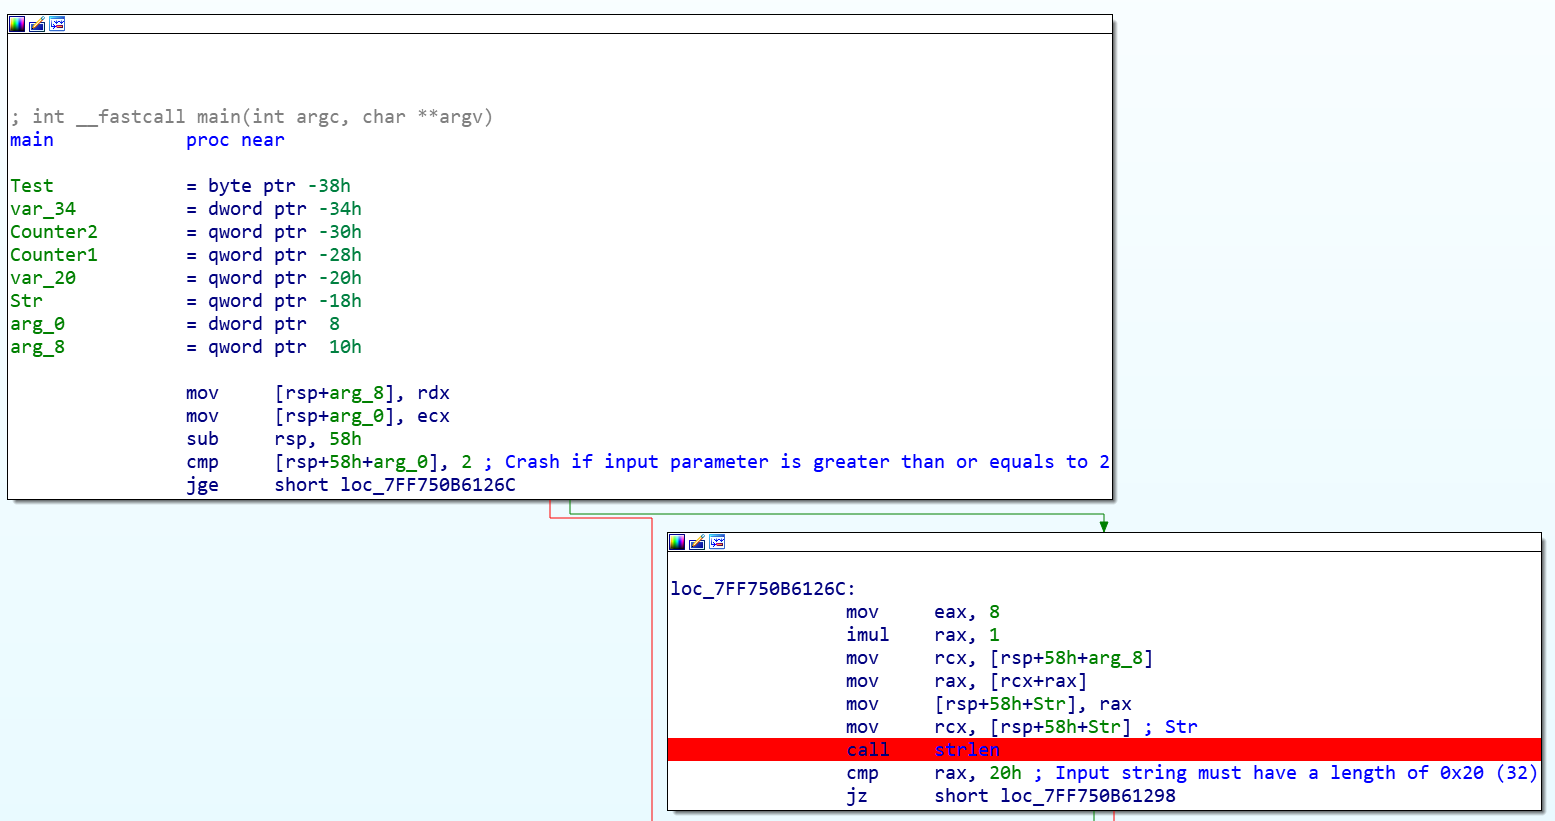 ; int __fastcall main(int argc, char **argv)
main proc near
Test = byte ptr -38h
var_34 = dword ptr -34h
Counter2 = qword ptr -30h
Counter1 = qword ptr -28h
var_20 = qword ptr -20h
Str = qword ptr -18h
arg_0 = dword ptr 8
arg_8 = qword ptr 10h
mov [rsp+arg_8], rdx
mov [rsp+arg_0], ecx
sub rsp, 58h
cmp [rsp+58h+arg_0], 2 ; Crash if input parameter is greater than or equals to 2
jge short loc_7FF750B6126C
loc_7FF750B6126C:
mov eax, 8
imul rax, 1
mov rcx, [rsp+58h+arg_8]
mov rax, [rcx+rax]
mov [rsp+58h+Str], rax
mov rcx, [rsp+58h+Str] ; Str
call strlen
cmp rax, 20h ; Input string must have a length of 0x20 (32)
jz short loc_7FF750B61298